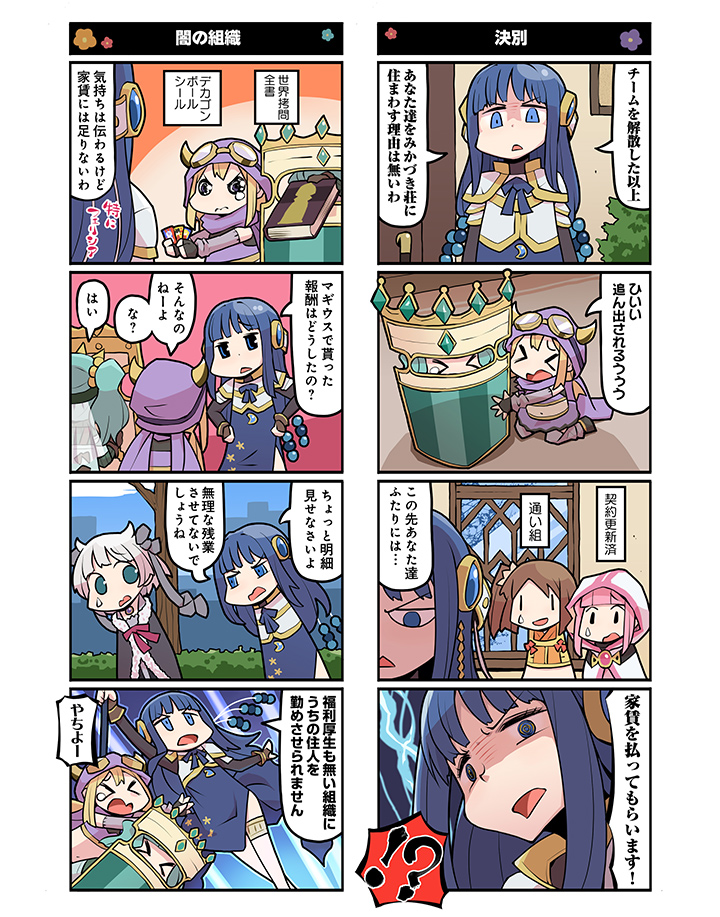 決別
チームを解散した以上
あなた達をみかづき荘に
住まわす理由は無いわ
ひいい
追ん出されるううう
契約更新済
通い組
この先あなた達
ふたりには…
家賃を払ってもらいます!
!?
闇の組織
世界拷問
全書
デカゴン
ボール
シール
気持ちは伝わるけど
家賃には足りないわ
特に
フェリシア
マギウスで貰った
報酬はどうしたの?
そんなの
ねーよ
な?
はい
ちょっと明細
見せなさいよ
無理な残業
させてないで
しょうね
福利厚生も無い組織に
うちの住人を
勤めさせられません
やちよー